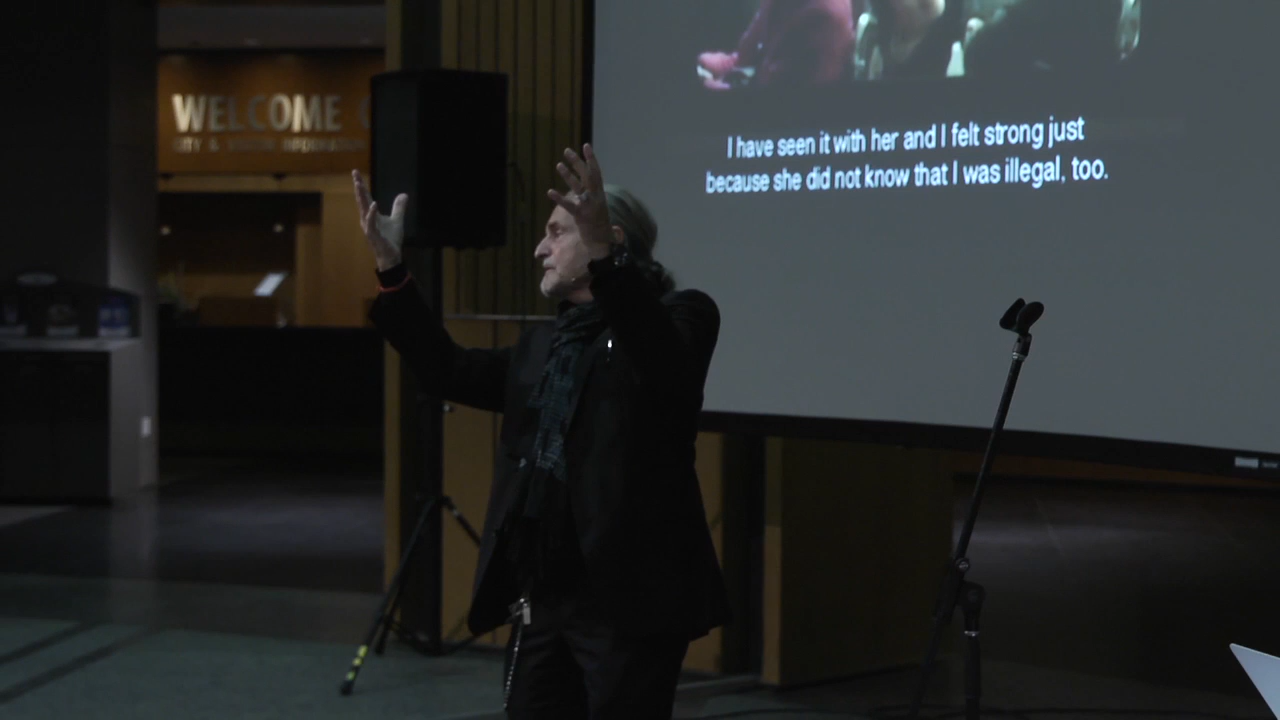 WELCOME
I have seen it with her and I felt strong just
because she did not know that I was illegal, too.